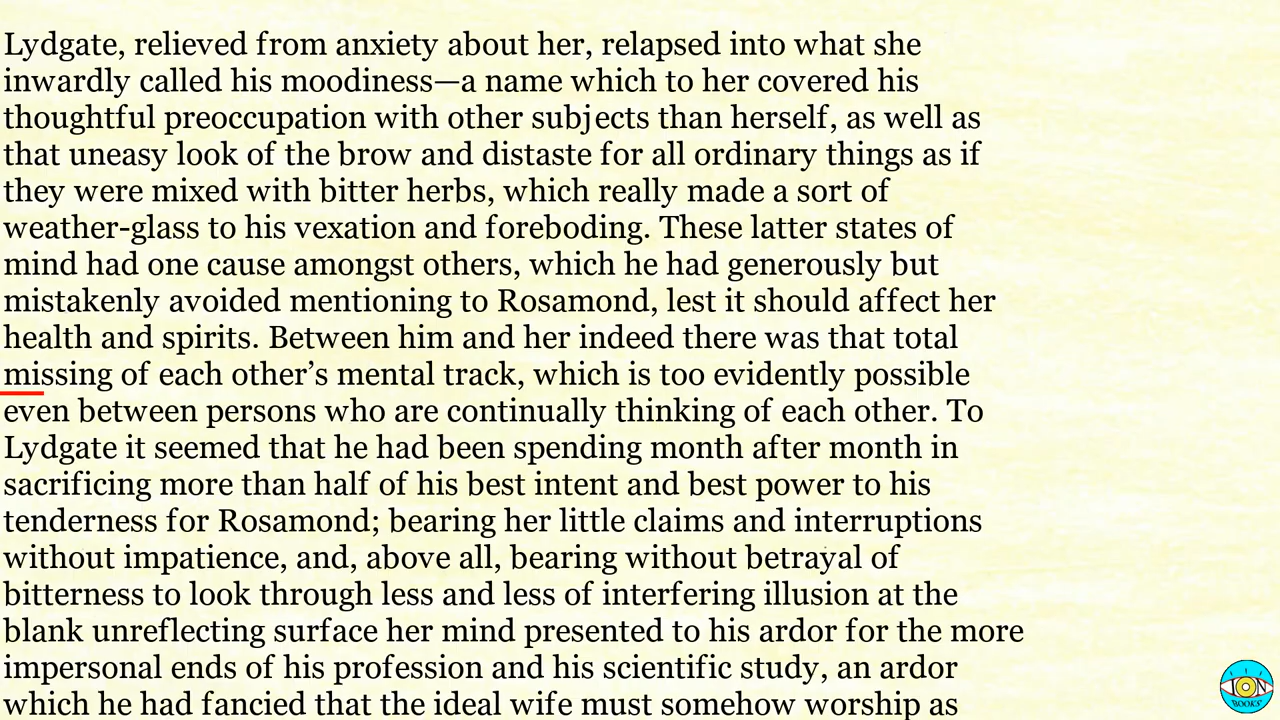 Lydgate, relieved from anxiety about her, relapsed into what she
inwardly called his moodiness—a name which to her covered his
thoughtful preoccupation with other subjects than herself, as well as
that uneasy look of the brow and distaste for all ordinary things as if
they were mixed with bitter herbs, which really made a sort of
weather-glass to his vexation and foreboding. These latter states of
mind had one cause amongst others, which he had generously but
mistakenly avoided mentioning to Rosamond, lest it should affect her
health and spirits. Between him and her indeed there was that total
missing of each other’s mental track, which is too evidently possible
even between persons who are continually thinking of each other. To
Lydgate it seemed that he had been spending month after month in
sacrificing more than half of his best intent and best power to his
tenderness for Rosamond; bearing her little claims and interruptions
without impatience, and, above all, bearing without betrayal of
bitterness to look through less and less of interfering illusion at the
blank unreflecting surface her mind presented to his ardor for the more
impersonal ends of his profession and his scientific study, an ardor
which he had fancied that the ideal wife must somehow worship as
ION
BOOKS